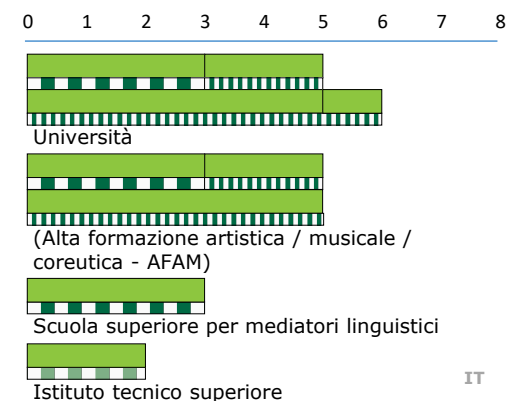 0 1 2 3 4 5 6 7 8
Università
(Alta formazione artistica / musicale /
coreutica - AFAM)
Scuola superiore per mediatori linguistici
Istituto tecnico superiore
IT